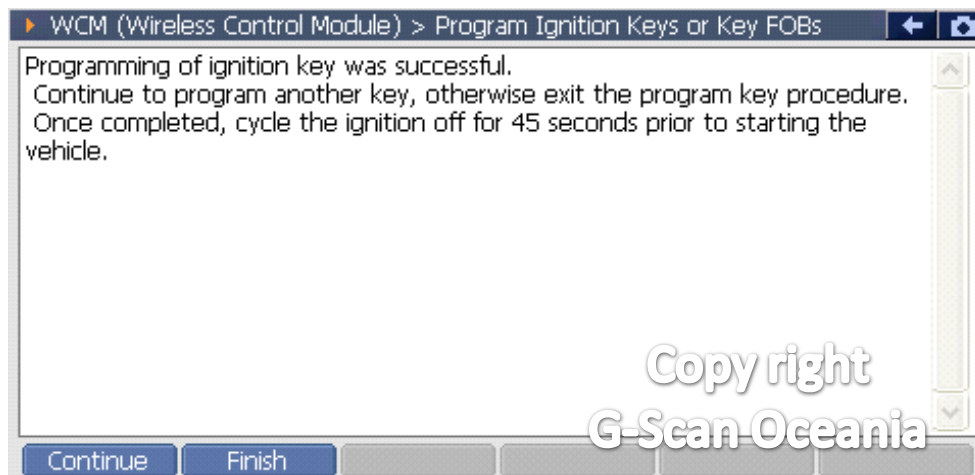 WCM (Wireless Control Module) > Program Ignition Keys or Key FOBs
Programming of ignition key was successful.
Continue to program another key, otherwise exit the program key procedure.
Once completed, cycle the ignition off for 45 seconds prior to starting the
vehicle.
Copy right
G-Scan Oceania
Continue
Finish